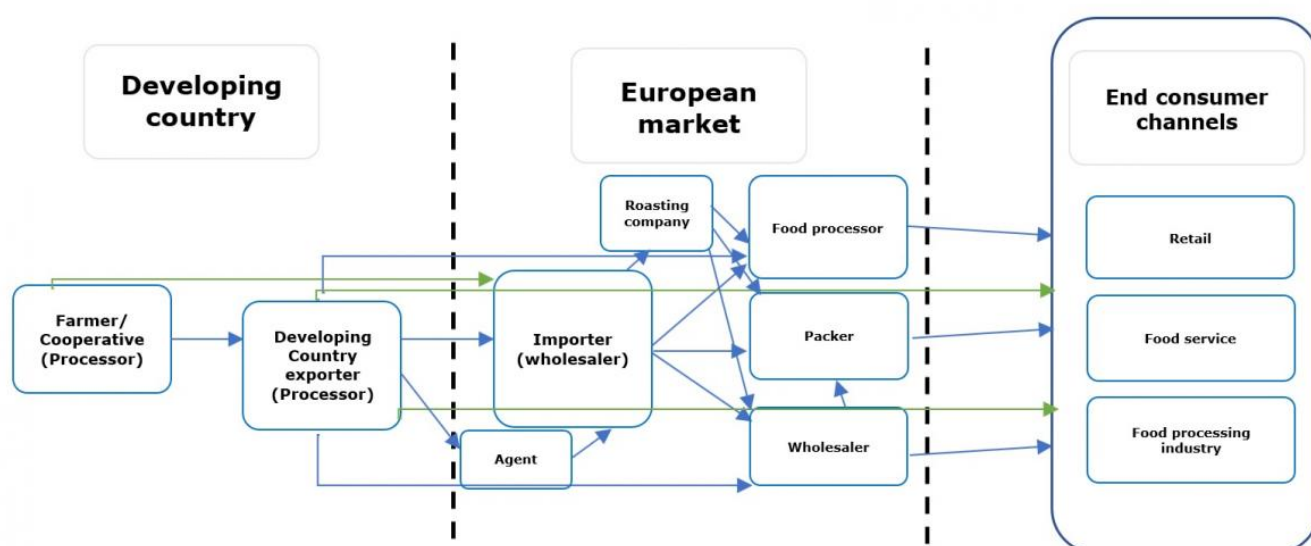 Developing
country
European
market
End consumer
channels
Roasting
company
Food processor
Retail
Farmer/
Cooperative
(Processor)
Developing
Country
exporter
(Processor)
Importer
(wholesaler)
Packer
Food service
Agent
Wholesaler
Food processing
industry